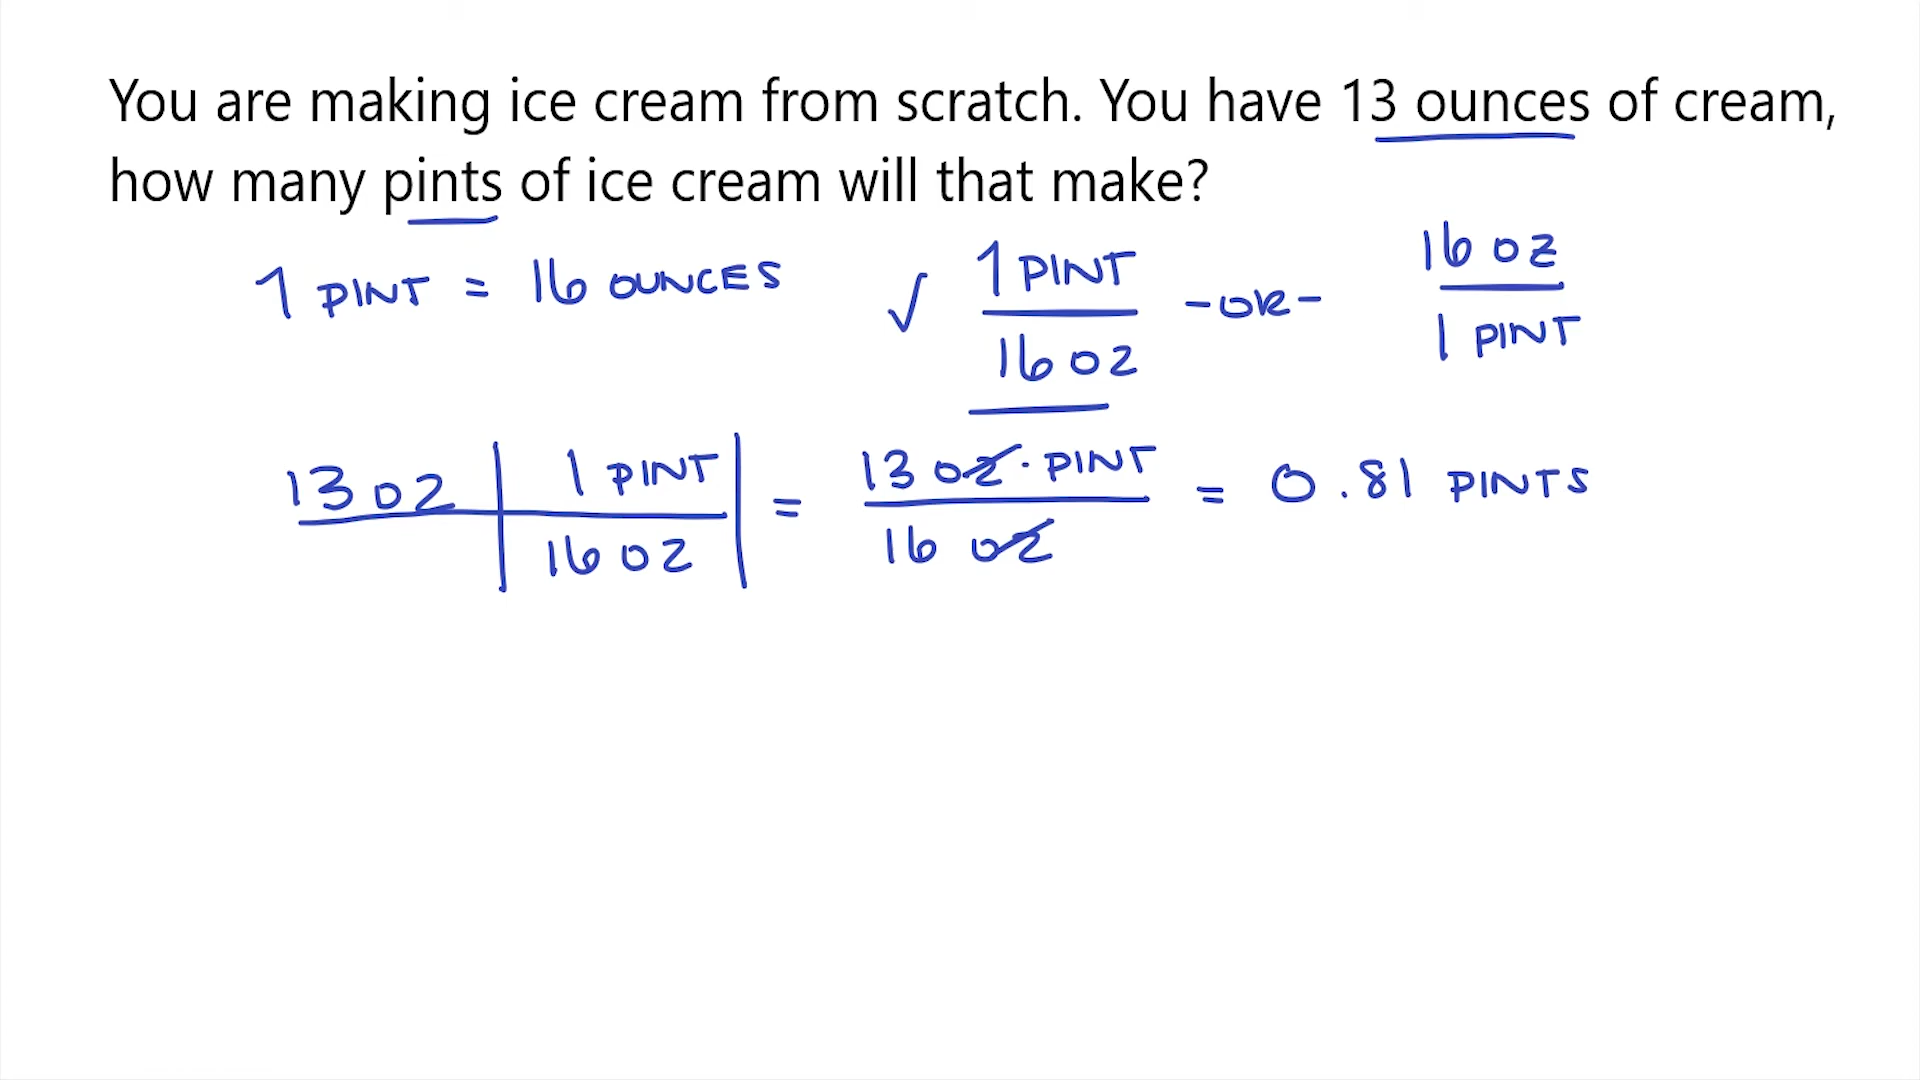 You are making ice cream from scratch. You have 13 ounces of cream,
how many pints of ice cream will that make?
1 PINT = 16 OUNCES
✓ 1 PINT / 16 OZ -OR- 16 OZ / 1 PINT
13 OZ | 1 PINT / 16 OZ | = 13 OZ · PINT / 16 OZ = 0.81 PINTS